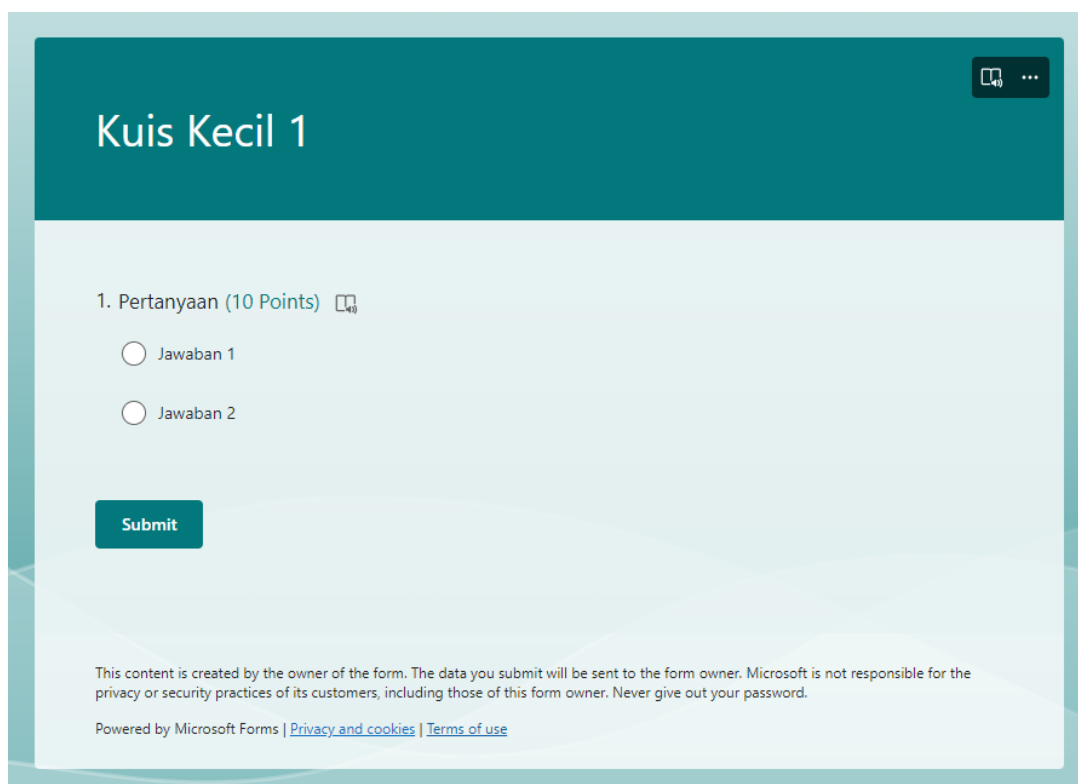 Kuis Kecil 1
1. Pertanyaan (10 Points)
Jawaban 1
Jawaban 2
Submit
This content is created by the owner of the form. The data you submit will be sent to the form owner. Microsoft is not responsible for the
privacy or security practices of its customers, including those of this form owner. Never give out your password.
Powered by Microsoft Forms | Privacy and cookies | Terms of use